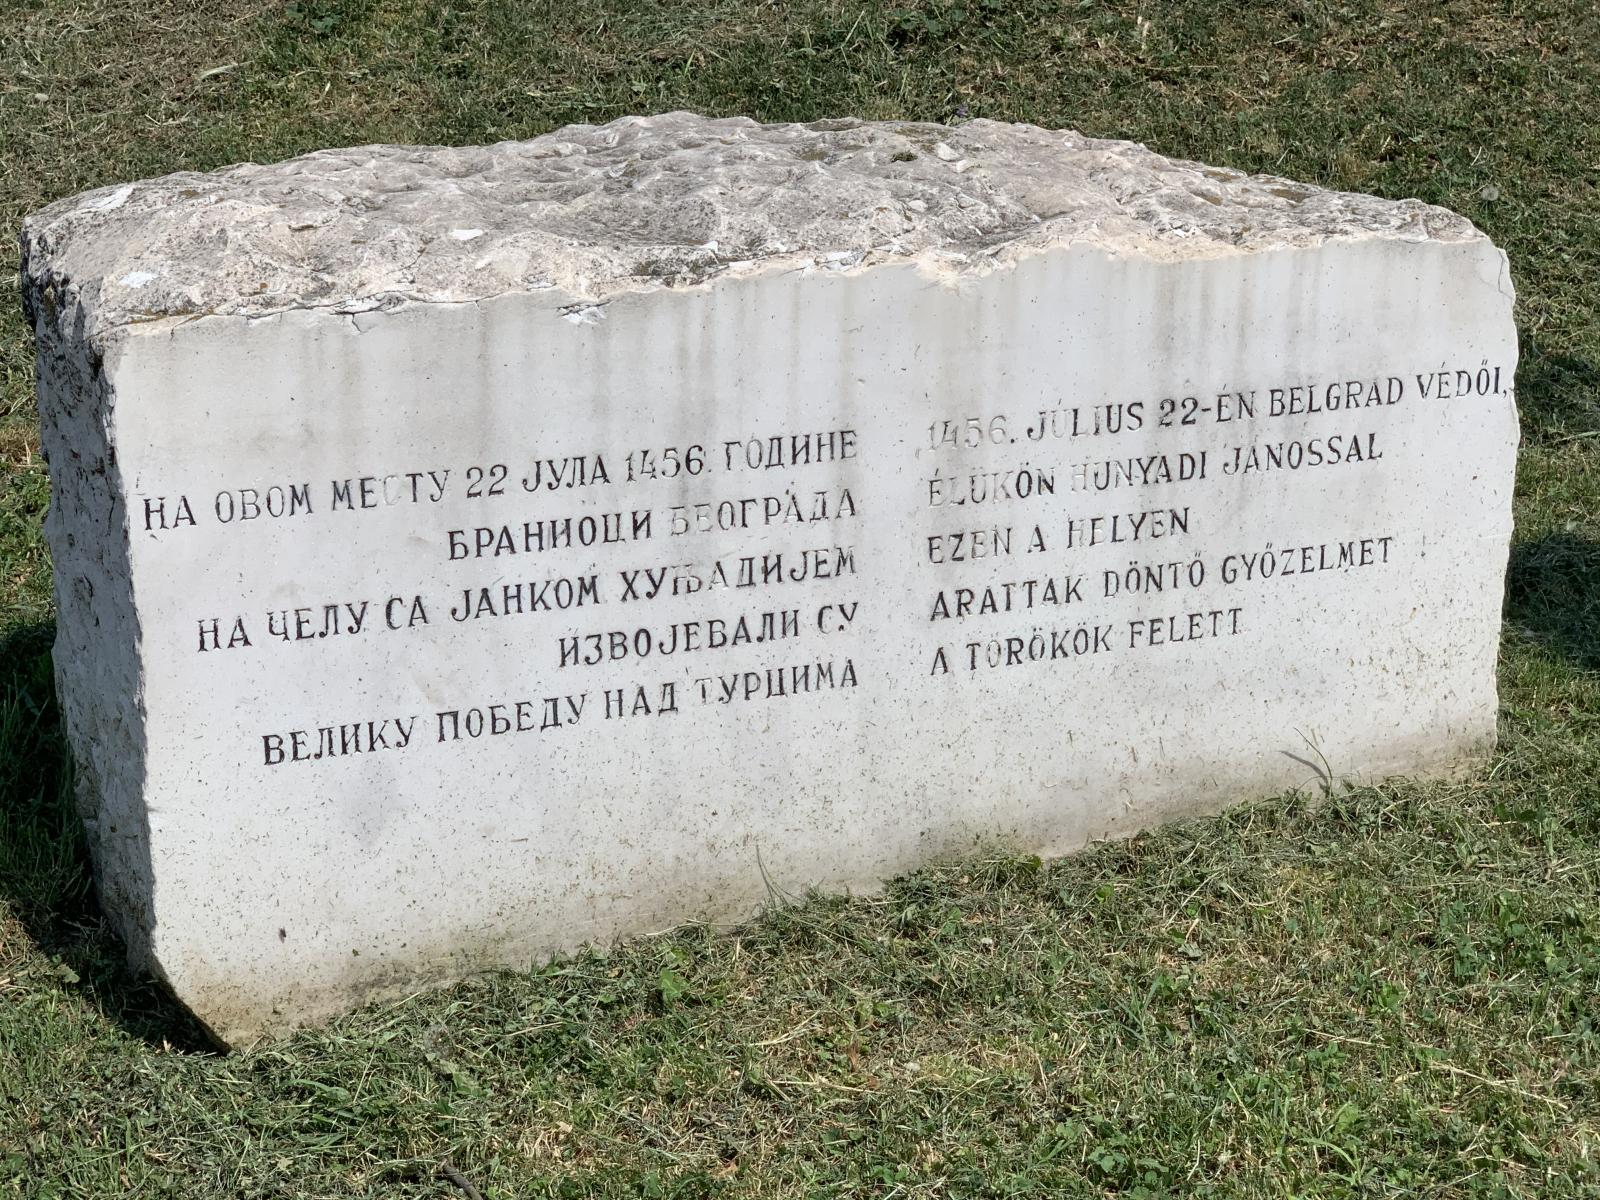 НА ОВОМ МЕСТУ 22 ЈУЛА 1456. ГОДИНЕ
БРАНИОЦИ БЕОГРАДА
НА ЧЕЛУ СА ЈАНКОМ ХУЊАДИЈЕМ
ИЗВОЈЕВАЛИ СУ
ВЕЛИКУ ПОБЕДУ НАД ТУРЦИМА
1456. JÚLIUS 22-ÉN BELGRAD VÉDŐI,
ÉLÜKÖN HUNYADI JÁNOSSAL
EZEN A HELYEN
ARATTAK DÖNTŐ GYŐZELMET
A TÖRÖKÖK FELETT